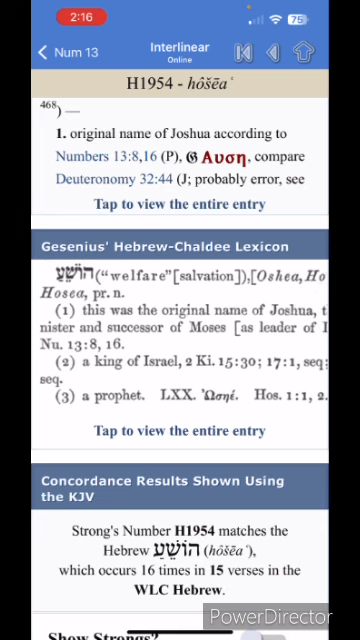 2:16
75
Num 13
Interlinear
Online
H1954 - hôšēaʿ
468) —
1. original name of Joshua according to
Numbers 13:8,16 (P), 𝕲 Αυση, compare
Deuteronomy 32:44 (J; probably error, see
Tap to view the entire entry
Gesenius' Hebrew-Chaldee Lexicon
הוֹשֵׁעַ (“welfare” [salvation]), [Oshea, Ho
Hosea, pr. n.
(1) this was the original name of Joshua, t
nister and successor of Moses [as leader of I
Nu. 13:8, 16.
(2) a king of Israel, 2 Ki. 15:30; 17:1, seq;
seq.
(3) a prophet. LXX. Ὠσηέ. Hos. 1:1, 2.
Tap to view the entire entry
Concordance Results Shown Using
the KJV
Strong's Number H1954 matches the
Hebrew הוֹשֵׁעַ (hôšēaʿ),
which occurs 16 times in 15 verses in the
WLC Hebrew.
PowerDirector
Show Strongs?